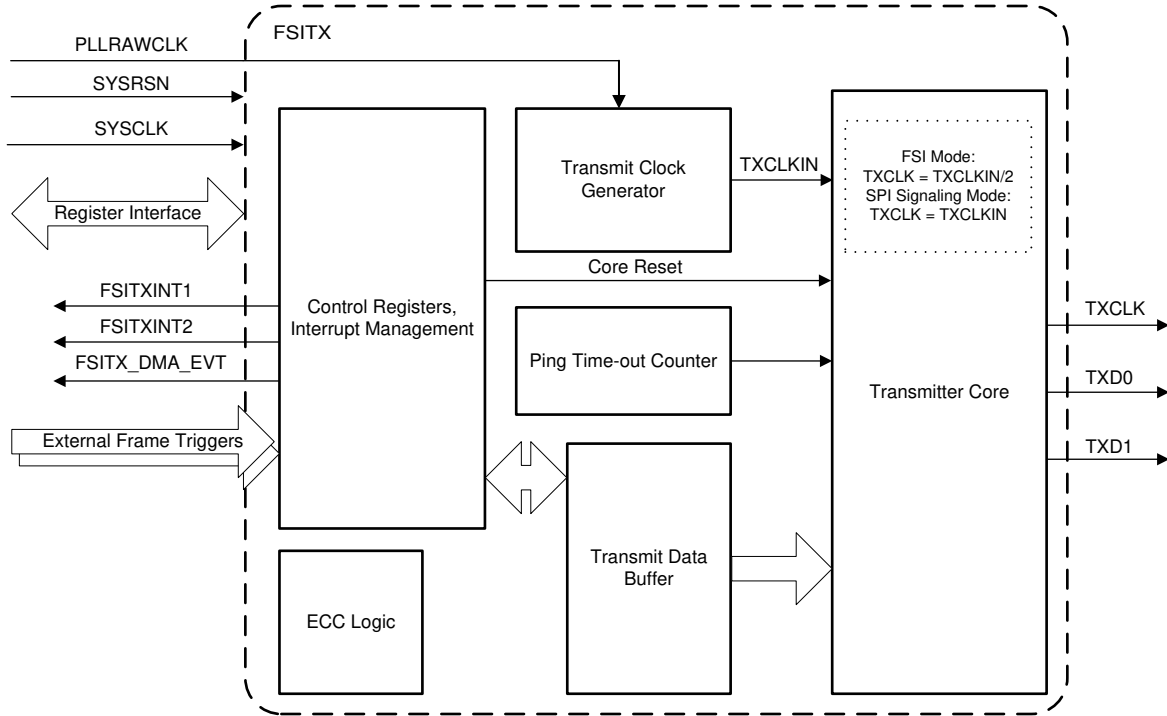 FSITX
PLLRAWCLK
SYSRSN
SYSCLK
Register Interface
FSITXINT1
FSITXINT2
FSITX_DMA_EVT
External Frame Triggers
Control Registers,
Interrupt Management
ECC Logic
Transmit Clock
Generator
TXCLKIN
Core Reset
Ping Time-out Counter
Transmit Data
Buffer
FSI Mode:
TXCLK = TXCLKIN/2
SPI Signaling Mode:
TXCLK = TXCLKIN
Transmitter Core
TXCLK
TXD0
TXD1